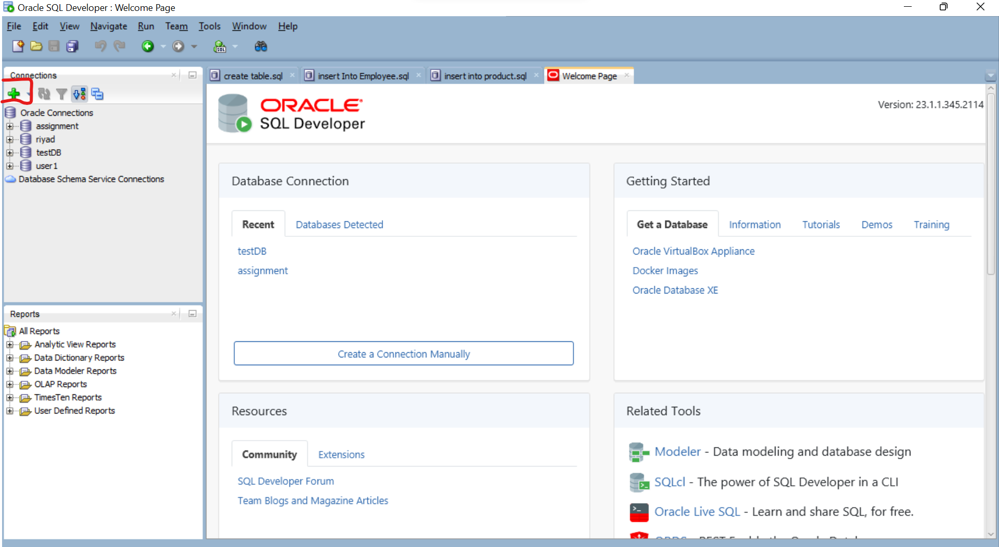 Oracle SQL Developer : Welcome Page
File Edit View Navigate Run Team Tools Window Help
SQL
Connections
create table.sql
insert Into Employee.sql
insert into product.sql
Welcome Page
Oracle Connections
assignment
riyad
testDB
user1
Database Schema Service Connections
ORACLE
SQL Developer
Version: 23.1.1.345.2114
Database Connection
Recent Databases Detected
testDB
assignment
Create a Connection Manually
Getting Started
Get a Database Information Tutorials Demos Training
Oracle VirtualBox Appliance
Docker Images
Oracle Database XE
Reports
All Reports
Analytic View Reports
Data Dictionary Reports
Data Modeler Reports
OLAP Reports
TimesTen Reports
User Defined Reports
Resources
Community Extensions
SQL Developer Forum
Team Blogs and Magazine Articles
Related Tools
Modeler - Data modeling and database design
SQLcl - The power of SQL Developer in a CLI
Oracle Live SQL - Learn and share SQL, for free.